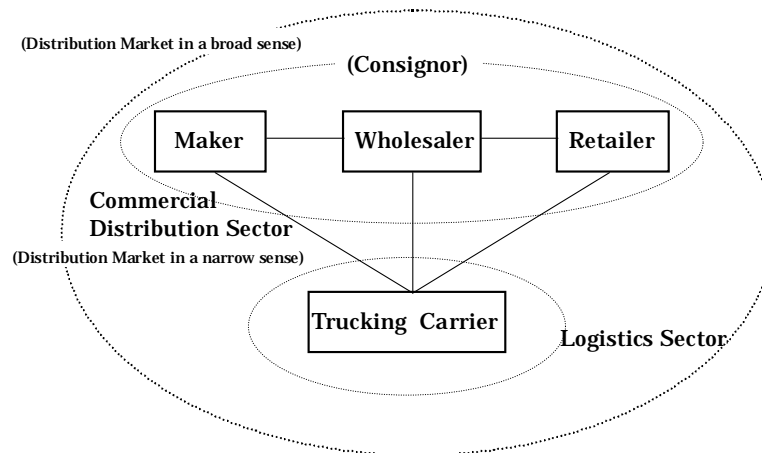 (Distribution Market in a broad sense)
(Consignor)
Maker
Wholesaler
Retailer
Commercial
Distribution Sector
(Distribution Market in a narrow sense)
Trucking Carrier
Logistics Sector